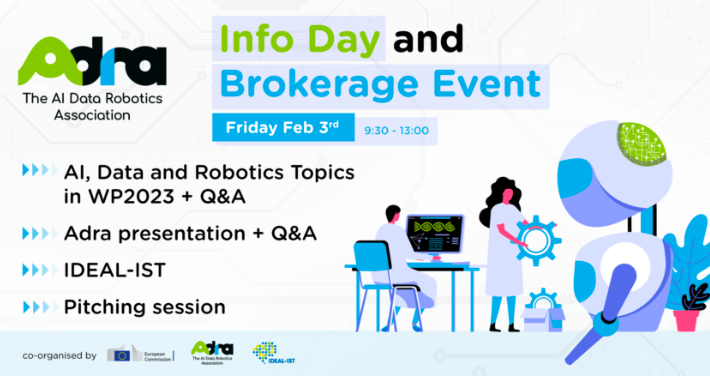 Adra
The AI Data Robotics
Association
Info Day and
Brokerage Event
Friday Feb 3rd
9:30 - 13:00
AI, Data and Robotics Topics
in WP2023 + Q&A
Adra presentation + Q&A
IDEAL-IST
Pitching session
co-organised by
European
Commission
Adra
The AI Data Robotics
Association
IDEAL-IST